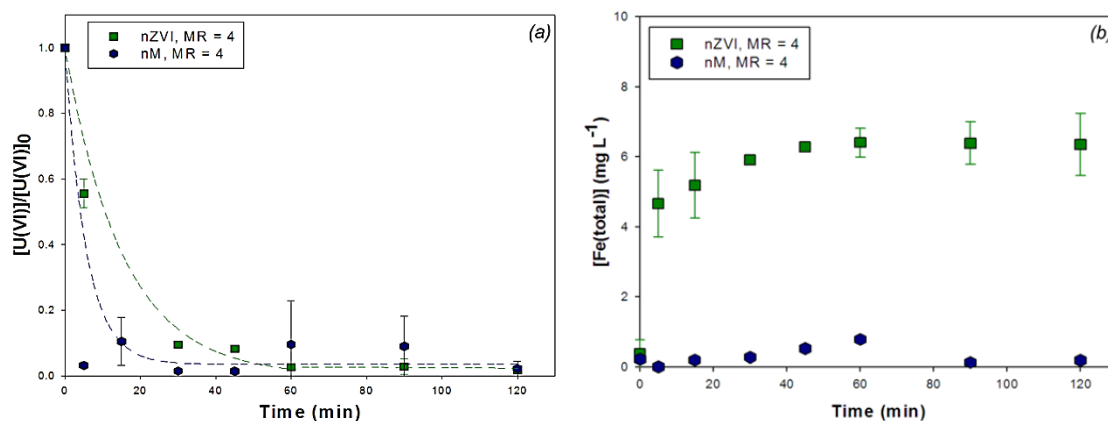 (a)
nZVI, MR = 4
nM, MR = 4
[U(VI)]/[U(VI)]0
1.0
0.8
0.6
0.4
0.2
0.0
0 20 40 60 80 100 120
Time (min)
(b)
nZVI, MR = 4
nM, MR = 4
[Fe(total)] (mg L-1)
10
8
6
4
2
0
0 20 40 60 80 100 120
Time (min)